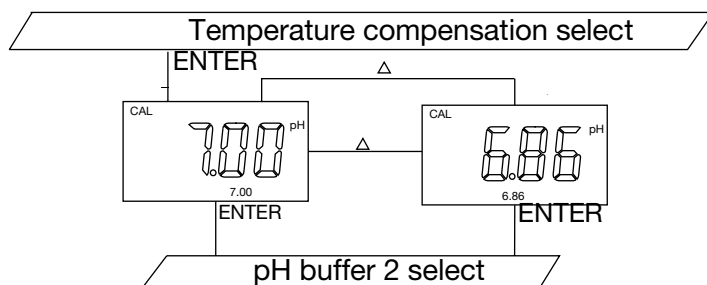 Temperature compensation select
ENTER
△
CAL
7.00 pH
7.00
ENTER
△
CAL
6.86 pH
6.86
ENTER
pH buffer 2 select